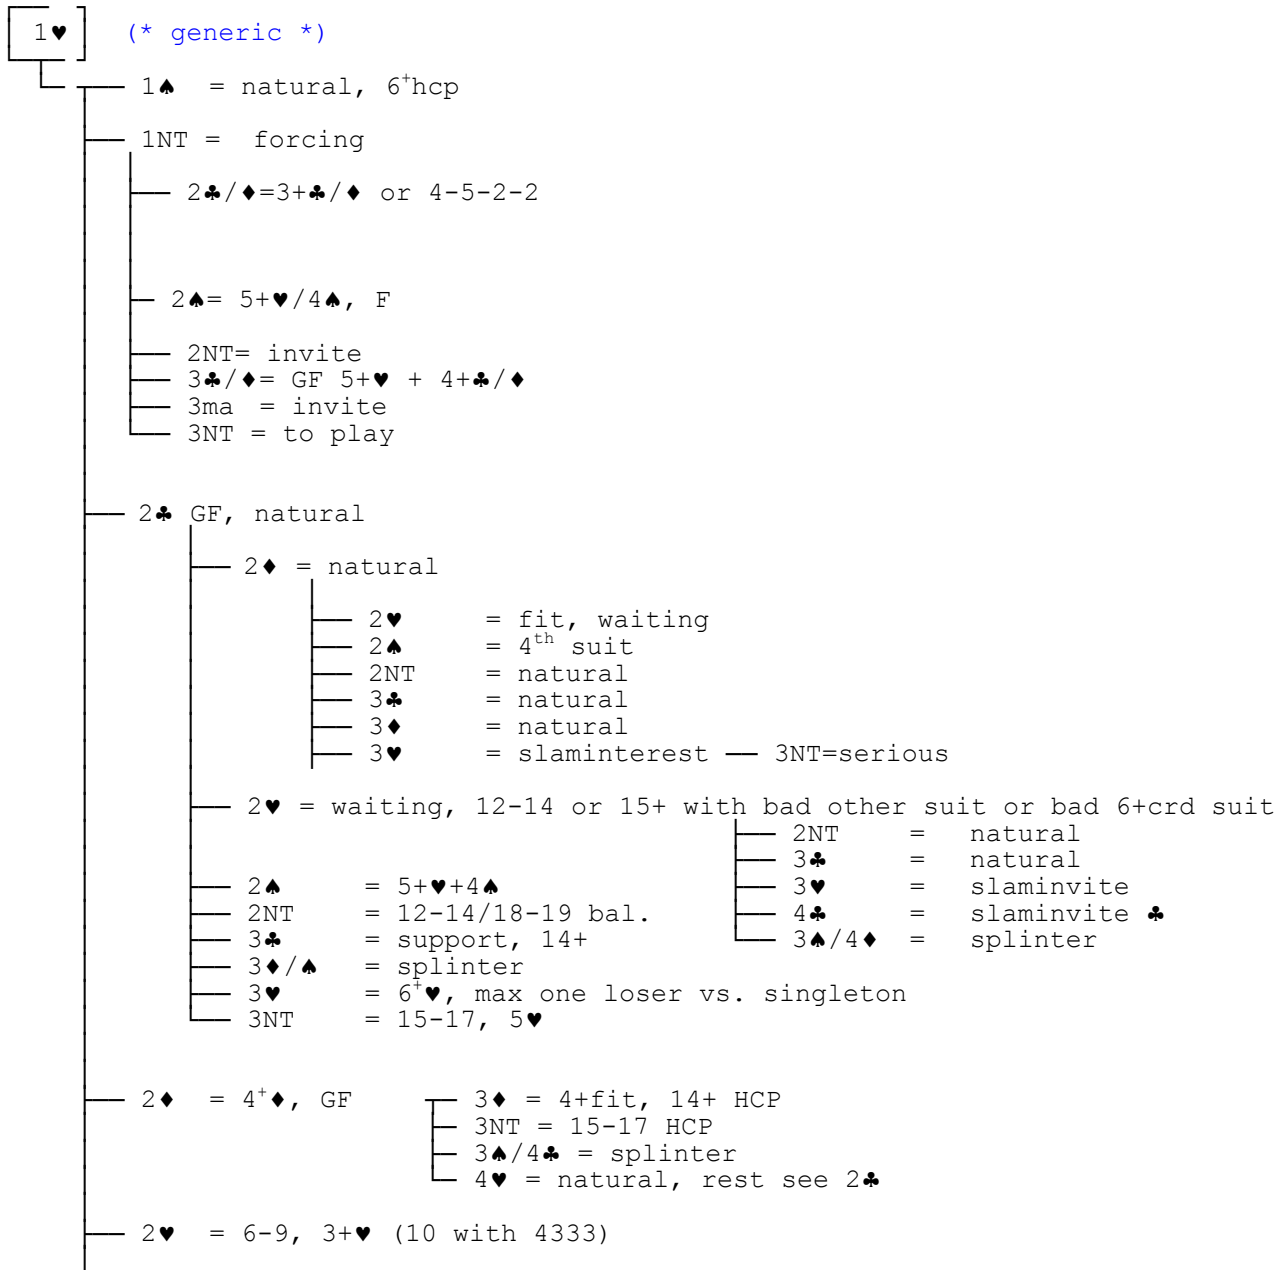 1♥ (* generic *)
1♠ = natural, 6⁺hcp
1NT = forcing
2♣/♦=3+♣/♦ or 4-5-2-2
2♠= 5+♥/4♠, F
2NT= invite
3♣/♦= GF 5+♥ + 4+♣/♦
3ma = invite
3NT = to play
2♣ GF, natural
2♦ = natural
2♥ = fit, waiting
2♠ = 4ᵗʰ suit
2NT = natural
3♣ = natural
3♦ = natural
3♥ = slaminterest — 3NT=serious
2♥ = waiting, 12-14 or 15+ with bad other suit or bad 6+crd suit
2NT = natural
3♣ = natural
2♠ = 5+♥+4♠ 3♥ = slaminvite
2NT = 12-14/18-19 bal. 4♣ = slaminvite ♣
3♣ = support, 14+ 3♠/4♦ = splinter
3♦/♠ = splinter
3♥ = 6⁺♥, max one loser vs. singleton
3NT = 15-17, 5♥
2♦ = 4⁺♦, GF 3♦ = 4+fit, 14+ HCP
3NT = 15-17 HCP
3♠/4♣ = splinter
4♥ = natural, rest see 2♣
2♥ = 6-9, 3+♥ (10 with 4333)